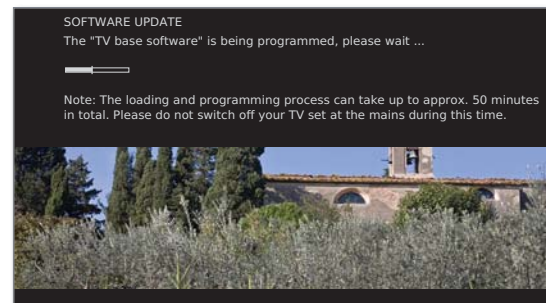 SOFTWARE UPDATE
The "TV base software" is being programmed, please wait ...
Note: The loading and programming process can take up to approx. 50 minutes
in total. Please do not switch off your TV set at the mains during this time.